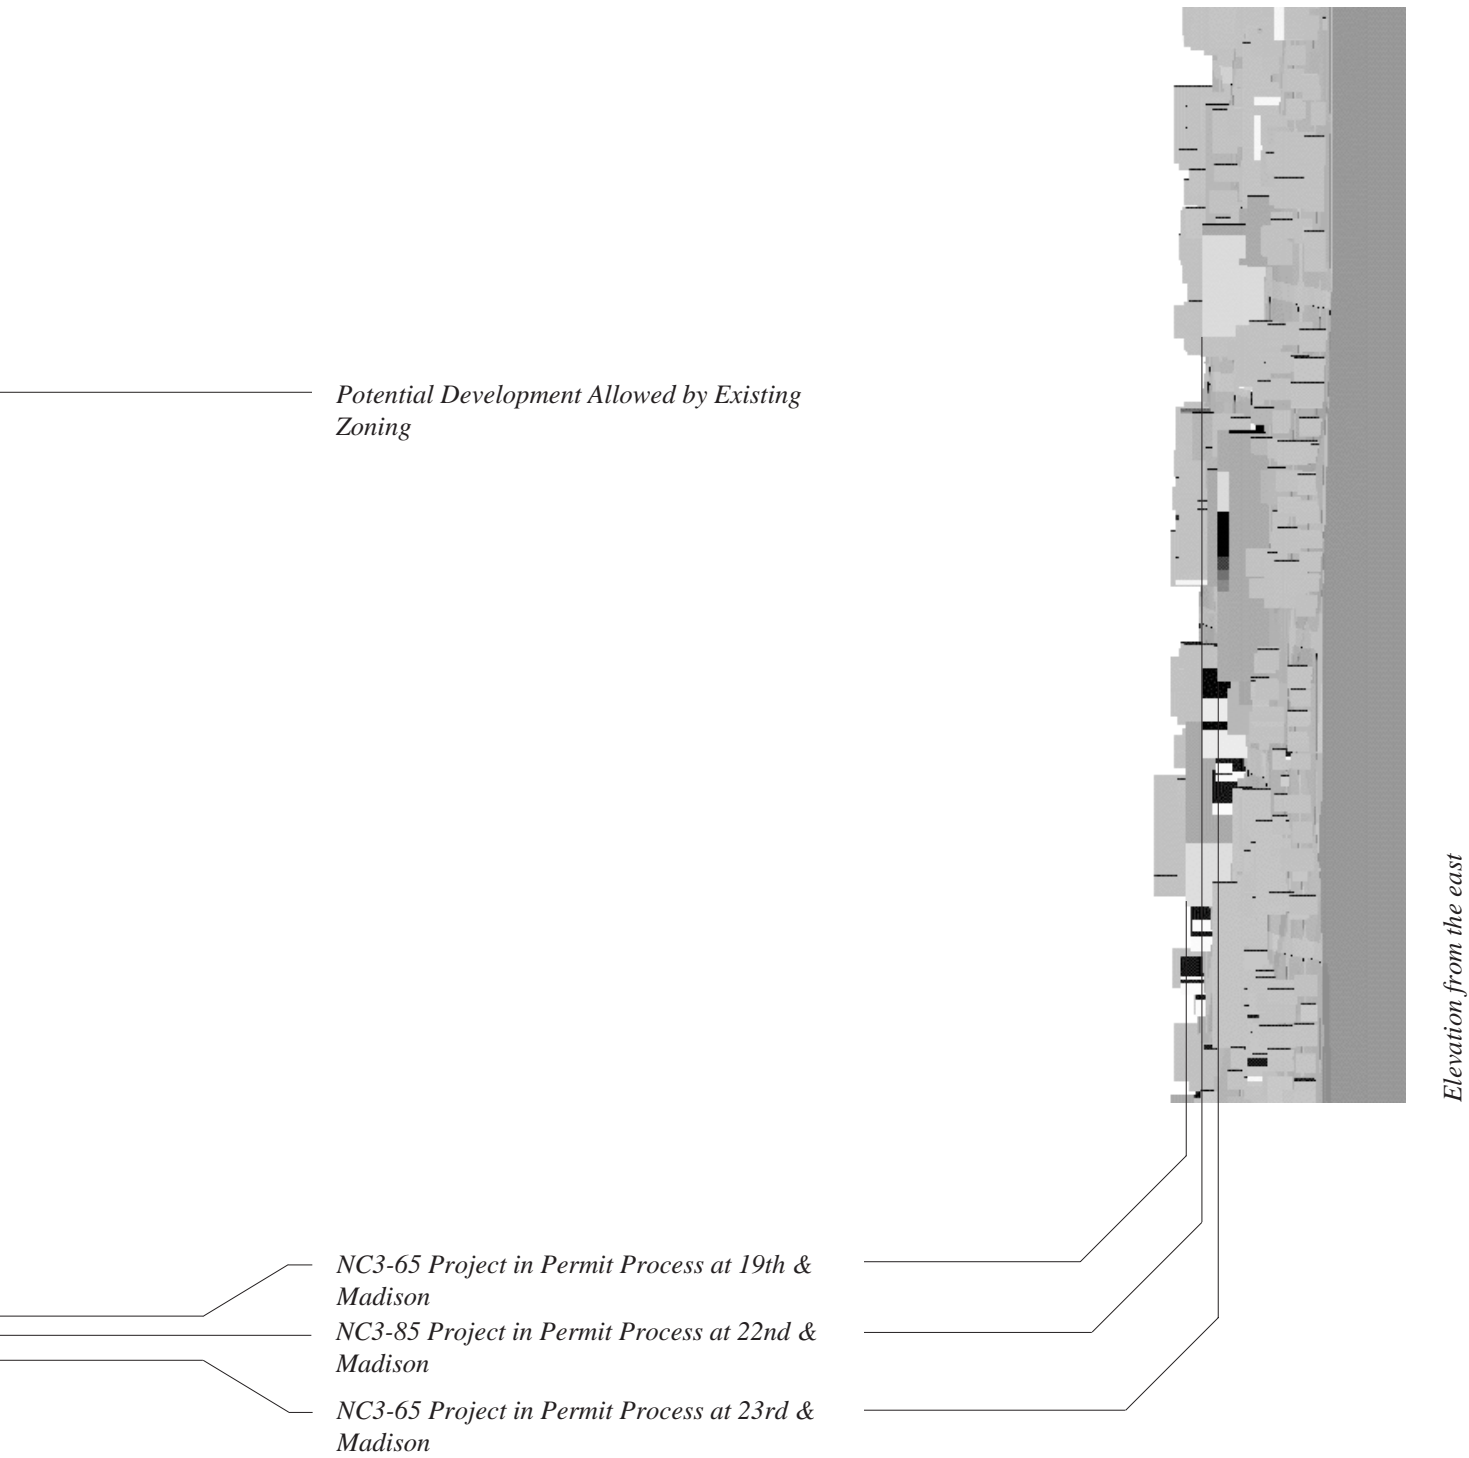 Potential Development Allowed by Existing
Zoning
Elevation from the east
NC3-65 Project in Permit Process at 19th &
Madison
NC3-85 Project in Permit Process at 22nd &
Madison
NC3-65 Project in Permit Process at 23rd &
Madison